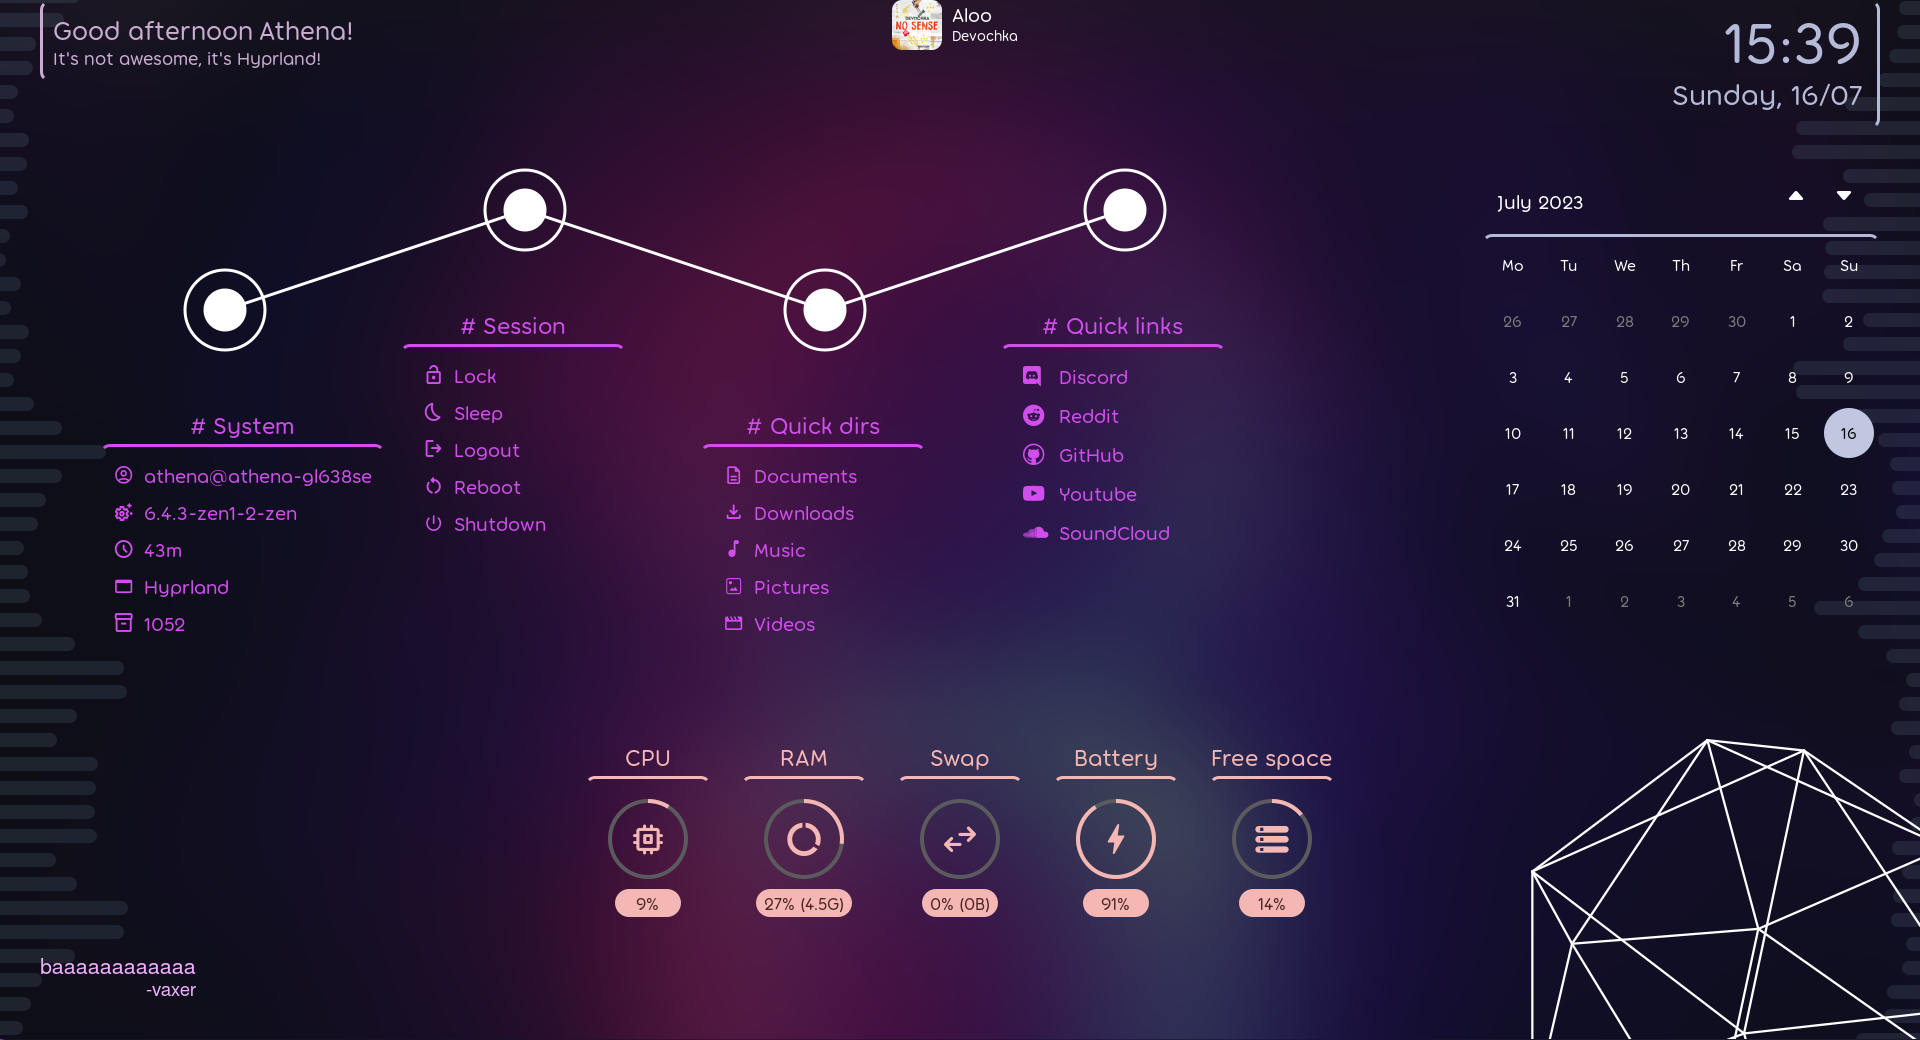 Good afternoon Athena!
It's not awesome, it's Hyprland!
DEVOCHKA
NO SENSE
Aloo
Devochka
15:39
Sunday, 16/07
# System
athena@athena-gl638se
6.4.3-zen1-2-zen
43m
Hyprland
1052
# Session
Lock
Sleep
Logout
Reboot
Shutdown
# Quick dirs
Documents
Downloads
Music
Pictures
Videos
# Quick links
Discord
Reddit
GitHub
Youtube
SoundCloud
July 2023
Mo Tu We Th Fr Sa Su
26 27 28 29 30 1 2
3 4 5 6 7 8 9
10 11 12 13 14 15 16
17 18 19 20 21 22 23
24 25 26 27 28 29 30
31 1 2 3 4 5 6
CPU RAM Swap Battery Free space
9% 27% (4.5G) 0% (0B) 91% 14%
baaaaaaaaaaaa
-vaxer